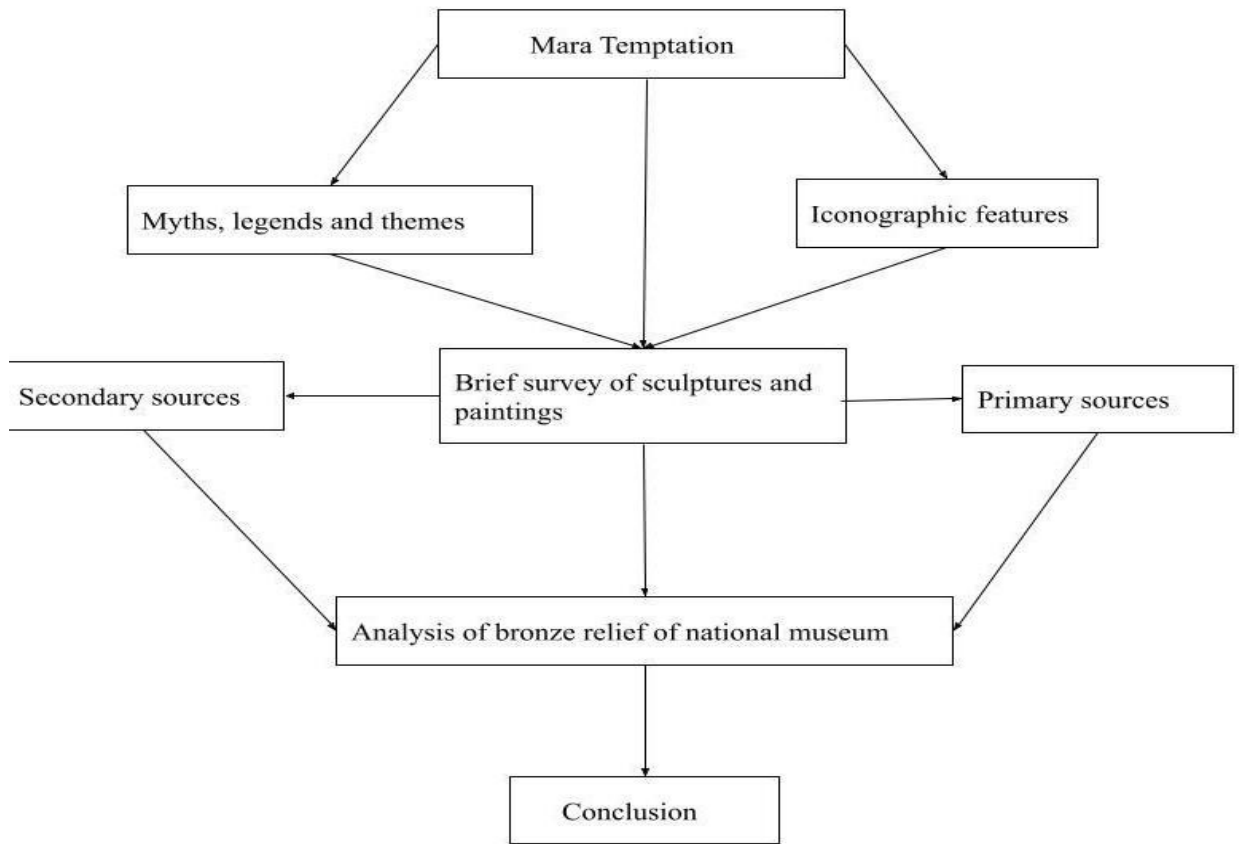 Mara Temptation
Myths, legends and themes
Iconographic features
Secondary sources
Brief survey of sculptures and
paintings
Primary sources
Analysis of bronze relief of national museum
Conclusion